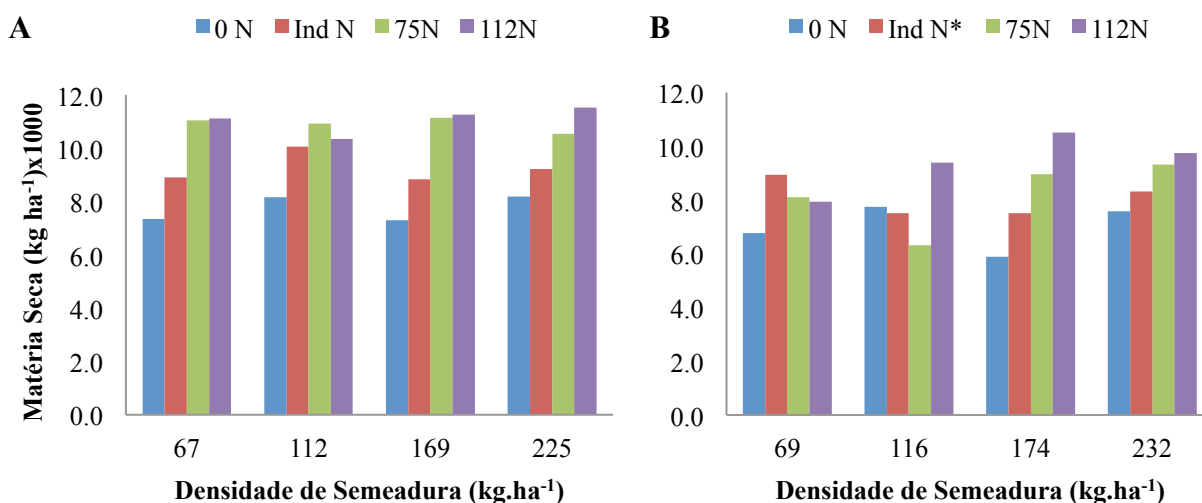 A
0 N Ind N 75N 112N
Matéria Seca (kg ha⁻¹)x1000
12.0
10.0
8.0
6.0
4.0
2.0
0.0
67 112 169 225
Densidade de Semeadura (kg.ha⁻¹)
B
0 N Ind N* 75N 112N
12.0
10.0
8.0
6.0
4.0
2.0
0.0
69 116 174 232
Densidade de Semeadura (kg.ha⁻¹)